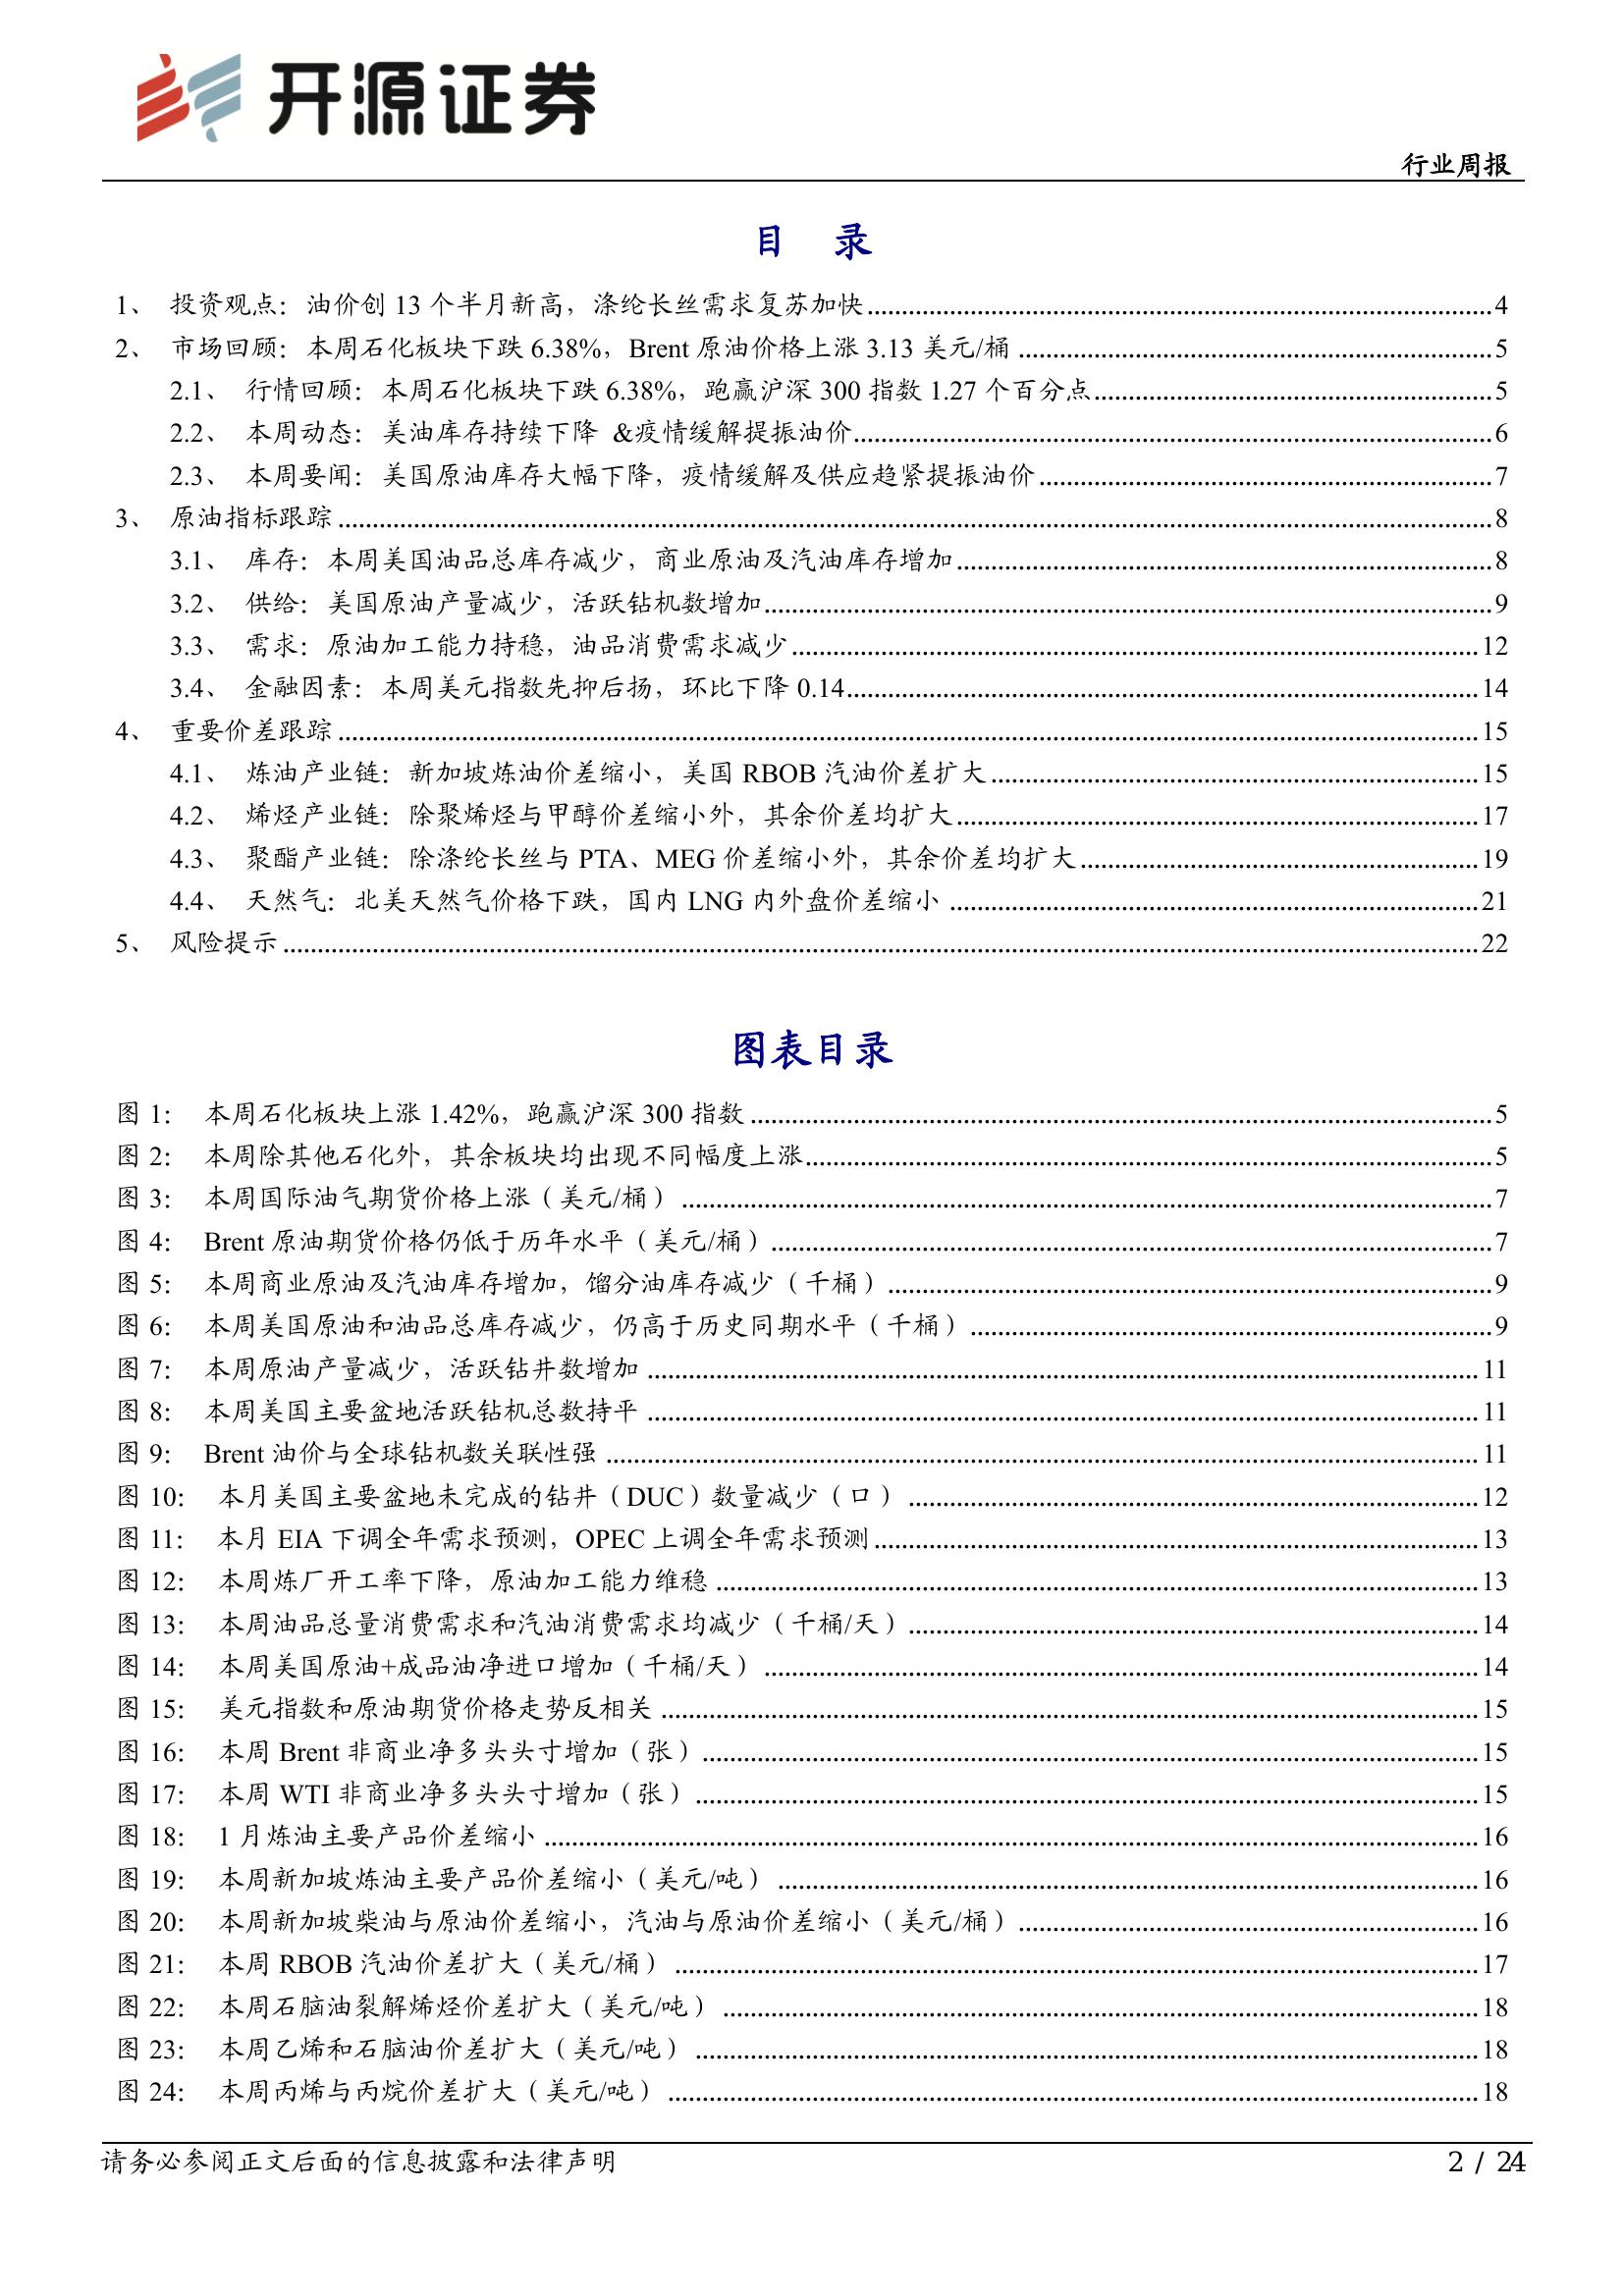 开源证券
行业周报
目 录
1、 投资观点：油价创 13 个半月新高，涤纶长丝需求复苏加快 4
2、 市场回顾：本周石化板块下跌 6.38%，Brent 原油价格上涨 3.13 美元/桶 5
2.1、 行情回顾：本周石化板块下跌 6.38%，跑赢沪深 300 指数 1.27 个百分点 5
2.2、 本周动态：美油库存持续下降 &疫情缓解提振油价 6
2.3、 本周要闻：美国原油库存大幅下降，疫情缓解及供应趋紧提振油价 7
3、 原油指标跟踪 8
3.1、 库存：本周美国油品总库存减少，商业原油及汽油库存增加 8
3.2、 供给：美国原油产量减少，活跃钻机数增加 9
3.3、 需求：原油加工能力持稳，油品消费需求减少 12
3.4、 金融因素：本周美元指数先抑后扬，环比下降 0.14 14
4、 重要价差跟踪 15
4.1、 炼油产业链：新加坡炼油价差缩小，美国 RBOB 汽油价差扩大 15
4.2、 烯烃产业链：除聚烯烃与甲醇价差缩小外，其余价差均扩大 17
4.3、 聚酯产业链：除涤纶长丝与 PTA、MEG 价差缩小外，其余价差均扩大 19
4.4、 天然气：北美天然气价格下跌，国内 LNG 内外盘价差缩小 21
5、 风险提示 22
图表目录
图 1： 本周石化板块上涨 1.42%，跑赢沪深 300 指数 5
图 2： 本周除其他石化外，其余板块均出现不同幅度上涨 5
图 3： 本周国际油气期货价格上涨（美元/桶） 7
图 4： Brent 原油期货价格仍低于历年水平（美元/桶） 7
图 5： 本周商业原油及汽油库存增加，馏分油库存减少（千桶） 9
图 6： 本周美国原油和油品总库存减少，仍高于历史同期水平（千桶） 9
图 7： 本周原油产量减少，活跃钻井数增加 11
图 8： 本周美国主要盆地活跃钻机总数持平 11
图 9： Brent 油价与全球钻机数关联性强 11
图 10： 本月美国主要盆地未完成的钻井（DUC）数量减少（口） 12
图 11： 本月 EIA 下调全年需求预测，OPEC 上调全年需求预测 13
图 12： 本周炼厂开工率下降，原油加工能力维稳 13
图 13： 本周油品总量消费需求和汽油消费需求均减少（千桶/天） 14
图 14： 本周美国原油+成品油净进口增加（千桶/天） 14
图 15： 美元指数和原油期货价格走势反相关 15
图 16： 本周 Brent 非商业净多头头寸增加（张） 15
图 17： 本周 WTI 非商业净多头头寸增加（张） 15
图 18： 1 月炼油主要产品价差缩小 16
图 19： 本周新加坡炼油主要产品价差缩小（美元/吨） 16
图 20： 本周新加坡柴油与原油价差缩小，汽油与原油价差缩小（美元/桶） 16
图 21： 本周 RBOB 汽油价差扩大（美元/桶） 17
图 22： 本周石脑油裂解烯烃价差扩大（美元/吨） 18
图 23： 本周乙烯和石脑油价差扩大（美元/吨） 18
图 24： 本周丙烯与丙烷价差扩大（美元/吨） 18
请务必参阅正文后面的信息披露和法律声明 2 / 24